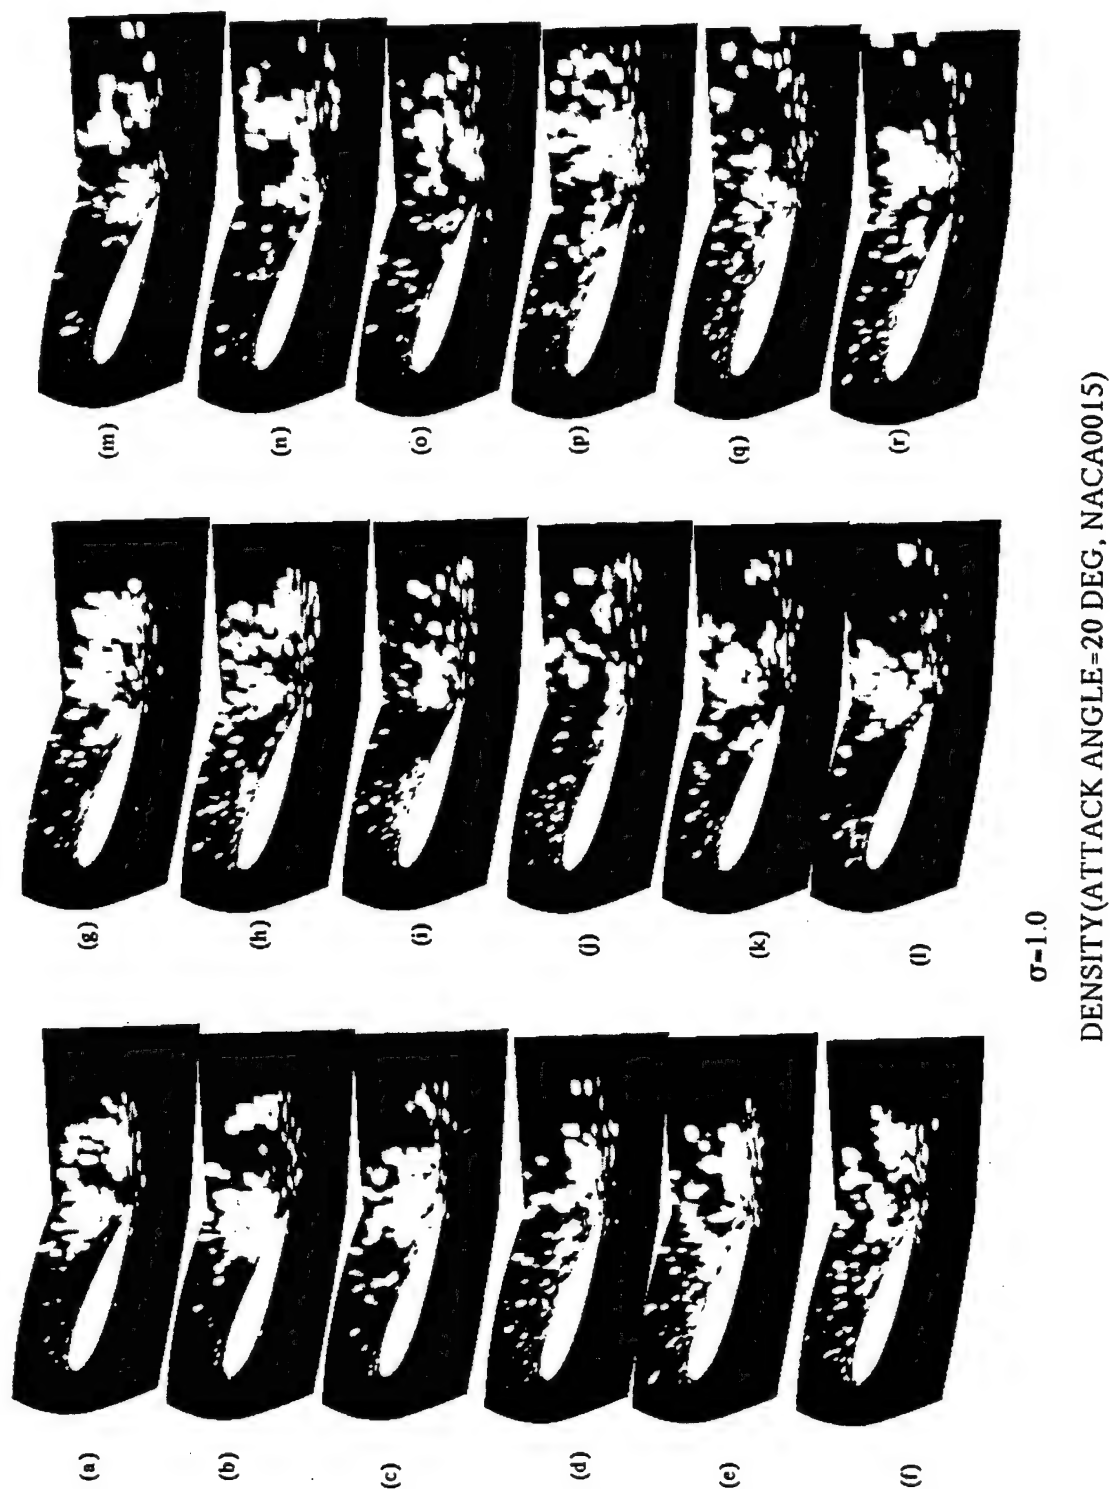 (a)
(b)
(c)
(d)
(e)
(f)
(g)
(h)
(i)
(j)
(k)
(l)
(m)
(n)
(o)
(p)
(q)
(r)
σ=1.0
DENSITY(ATTACK ANGLE=20 DEG, NACA0015)